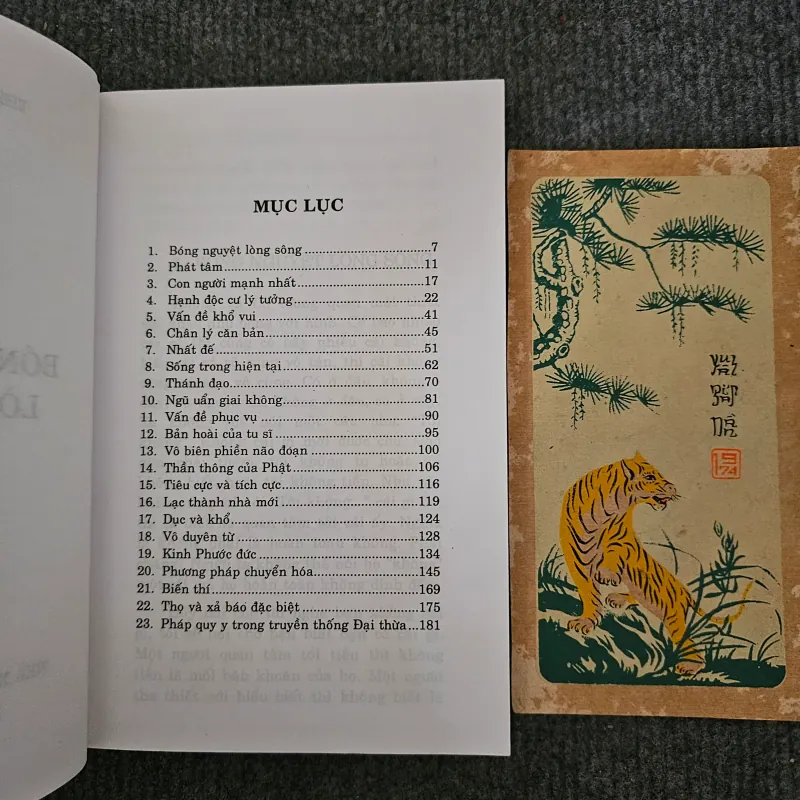 MỤC LỤC
1. Bóng nguyệt lòng sông ........ 7
2. Phát tâm ........ 11
3. Con người mạnh nhất ........ 17
4. Hạnh độc cư lý tưởng ........ 22
5. Vấn đề khổ vui ........ 41
6. Chân lý căn bản ........ 45
7. Nhất đế ........ 51
8. Sống trong hiện tại ........ 62
9. Thánh đạo ........ 70
10. Ngũ uẩn giai không ........ 81
11. Vấn đề phục vụ ........ 90
12. Bản hoài của tu sĩ ........ 95
13. Vô biên phiền não đoạn ........ 100
14. Thần thông của Phật ........ 106
15. Tiêu cực và tích cực ........ 116
16. Lạc thành nhà mới ........ 119
17. Dục và khổ ........ 124
18. Vô duyên từ ........ 128
19. Kinh Phước đức ........ 134
20. Phương pháp chuyển hóa ........ 145
21. Biến thí ........ 169
22. Thọ và xả báo đặc biệt ........ 175
23. Pháp quy y trong truyền thống Đại thừa .. 181
1974